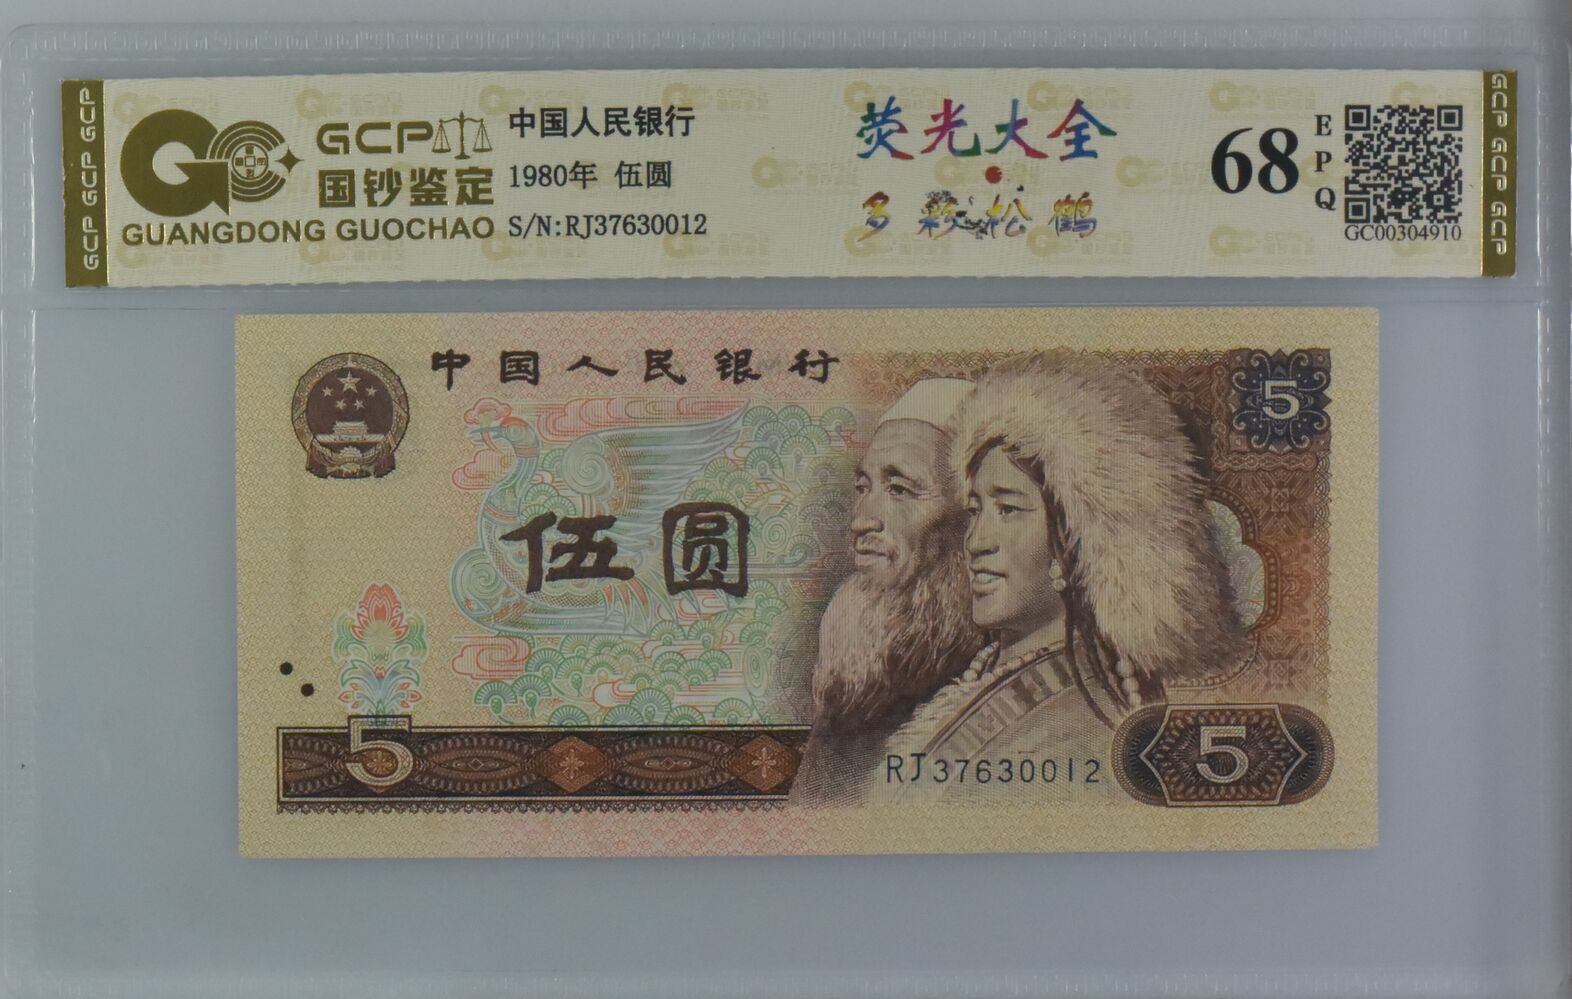 GCP GCP GCP
GCP
国钞鉴定
GUANGDONG GUOCHAO
中国人民银行
1980年 伍圆
S/N:RJ37630012
荧光大全
多彩·松鹤
68
EPQ
GC00304910
GCP GCP GCP
中国人民银行
5
伍圆
5
RJ37630012
5